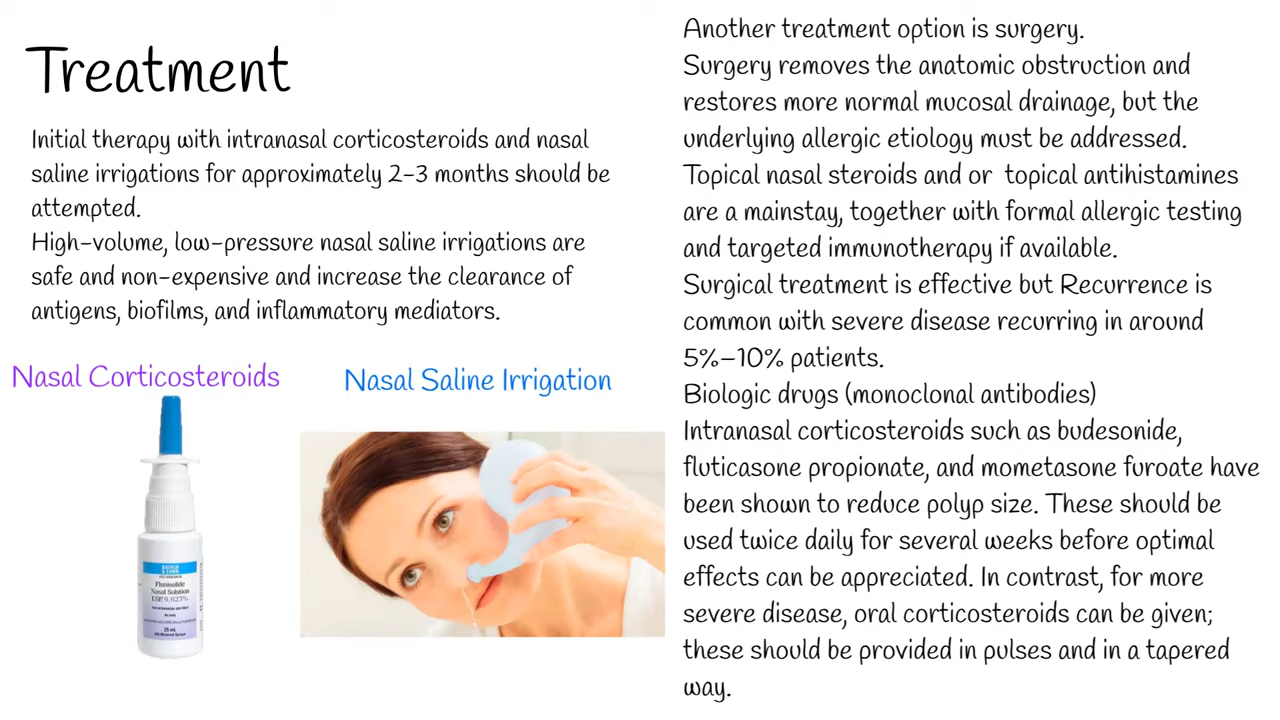 Treatment
Initial therapy with intranasal corticosteroids and nasal
saline irrigations for approximately 2-3 months should be
attempted.
High-volume, low-pressure nasal saline irrigations are
safe and non-expensive and increase the clearance of
antigens, biofilms, and inflammatory mediators.
Nasal Corticosteroids
Nasal Saline Irrigation
BAUSCH
& LOMB
Flunisolide
Nasal Solution
USP, 0.025%
25 mL
Another treatment option is surgery.
Surgery removes the anatomic obstruction and
restores more normal mucosal drainage, but the
underlying allergic etiology must be addressed.
Topical nasal steroids and or topical antihistamines
are a mainstay, together with formal allergic testing
and targeted immunotherapy if available.
Surgical treatment is effective but Recurrence is
common with severe disease recurring in around
5%–10% patients.
Biologic drugs (monoclonal antibodies)
Intranasal corticosteroids such as budesonide,
fluticasone propionate, and mometasone furoate have
been shown to reduce polyp size. These should be
used twice daily for several weeks before optimal
effects can be appreciated. In contrast, for more
severe disease, oral corticosteroids can be given;
these should be provided in pulses and in a tapered
way.